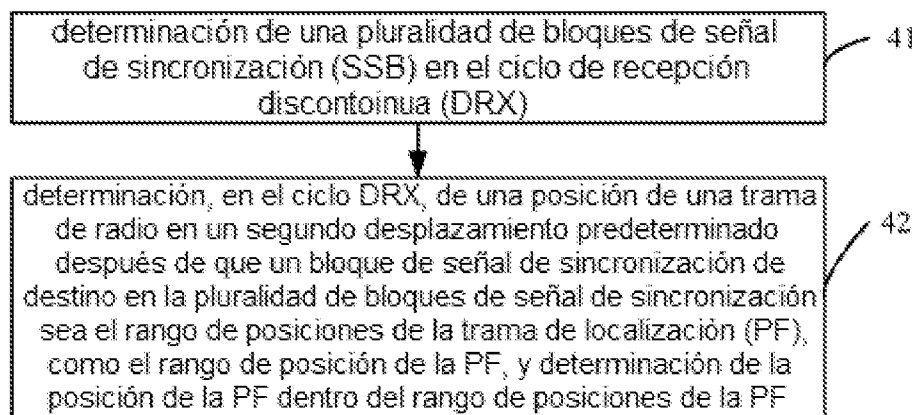 determinación de una pluralidad de bloques de señal
de sincronización (SSB) en el ciclo de recepción
discontoinua (DRX)
41
determinación, en el ciclo DRX, de una posición de una trama
de radio en un segundo desplazamiento predeterminado
después de que un bloque de señal de sincronización de
destino en la pluralidad de bloques de señal de sincronización
sea el rango de posiciones de la trama de localización (PF),
como el rango de posición de la PF, y determinación de la
posición de la PF dentro del rango de posiciones de la PF
42